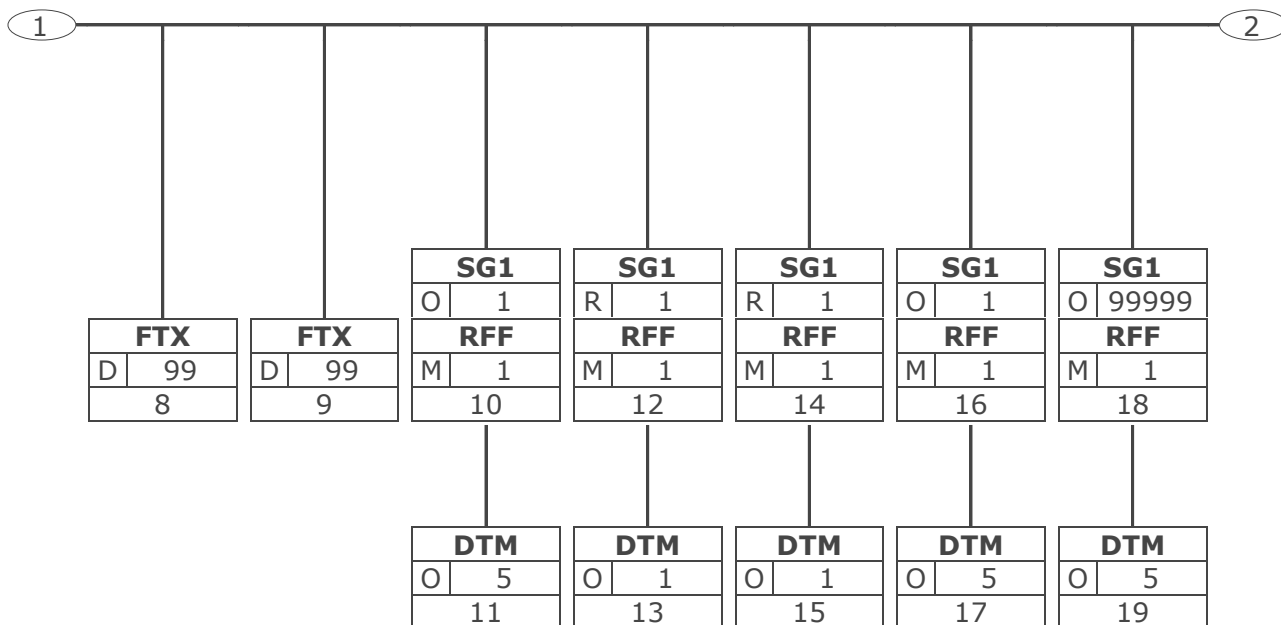 1 2
SG1 SG1 SG1 SG1 SG1
O 1 R 1 R 1 O 1 O 99999
FTX FTX RFF RFF RFF RFF RFF
D 99 D 99 M 1 M 1 M 1 M 1 M 1
8 9 10 12 14 16 18
DTM DTM DTM DTM DTM
O 5 O 1 O 1 O 5 O 5
11 13 15 17 19